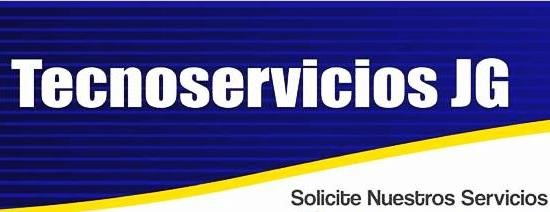 Tecnoservicios JG
Solicite Nuestros Servicios